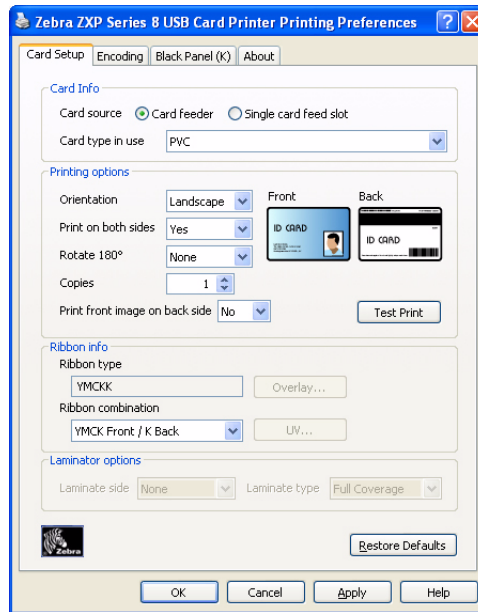 Zebra ZXP Series 8 USB Card Printer Printing Preferences
Card Setup Encoding Black Panel (K) About
Card Info
Card source Card feeder Single card feed slot
Card type in use PVC
Printing options
Orientation Landscape Front Back
Print on both sides Yes
ID CARD ID CARD
Rotate 180° None
Copies 1
Print front image on back side No Test Print
Ribbon info
Ribbon type
YMCKK Overlay...
Ribbon combination
YMCK Front / K Back UV...
Laminator options
Laminate side None Laminate type Full Coverage
Zebra Restore Defaults
OK Cancel Apply Help